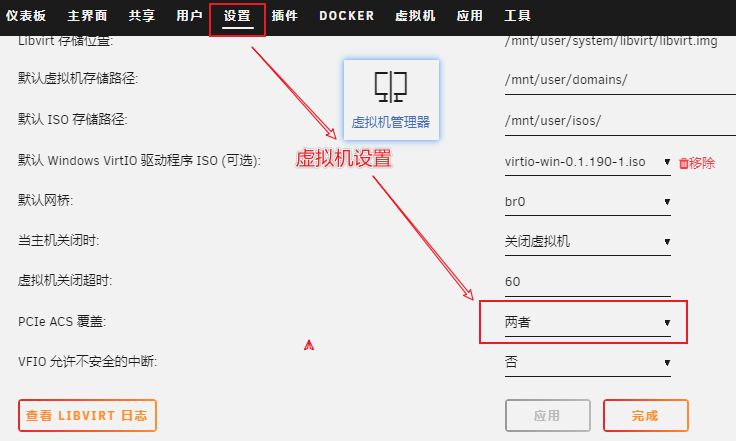 仪表板 主界面 共享 用户 设置 插件 DOCKER 虚拟机 应用 工具
Libvirt 存储位置: /mnt/user/system/libvirt/libvirt.img
默认虚拟机存储路径: /mnt/user/domains/
默认 ISO 存储路径: /mnt/user/isos/
虚拟机管理器
虚拟机设置
默认 Windows VirtIO 驱动程序 ISO (可选): virtio-win-0.1.190-1.iso 移除
默认网桥: br0
当主机关闭时: 关闭虚拟机
虚拟机关闭超时: 60
PCIe ACS 覆盖: 两者
VFIO 允许不安全的中断: 否
查看 LIBVIRT 日志 应用 完成